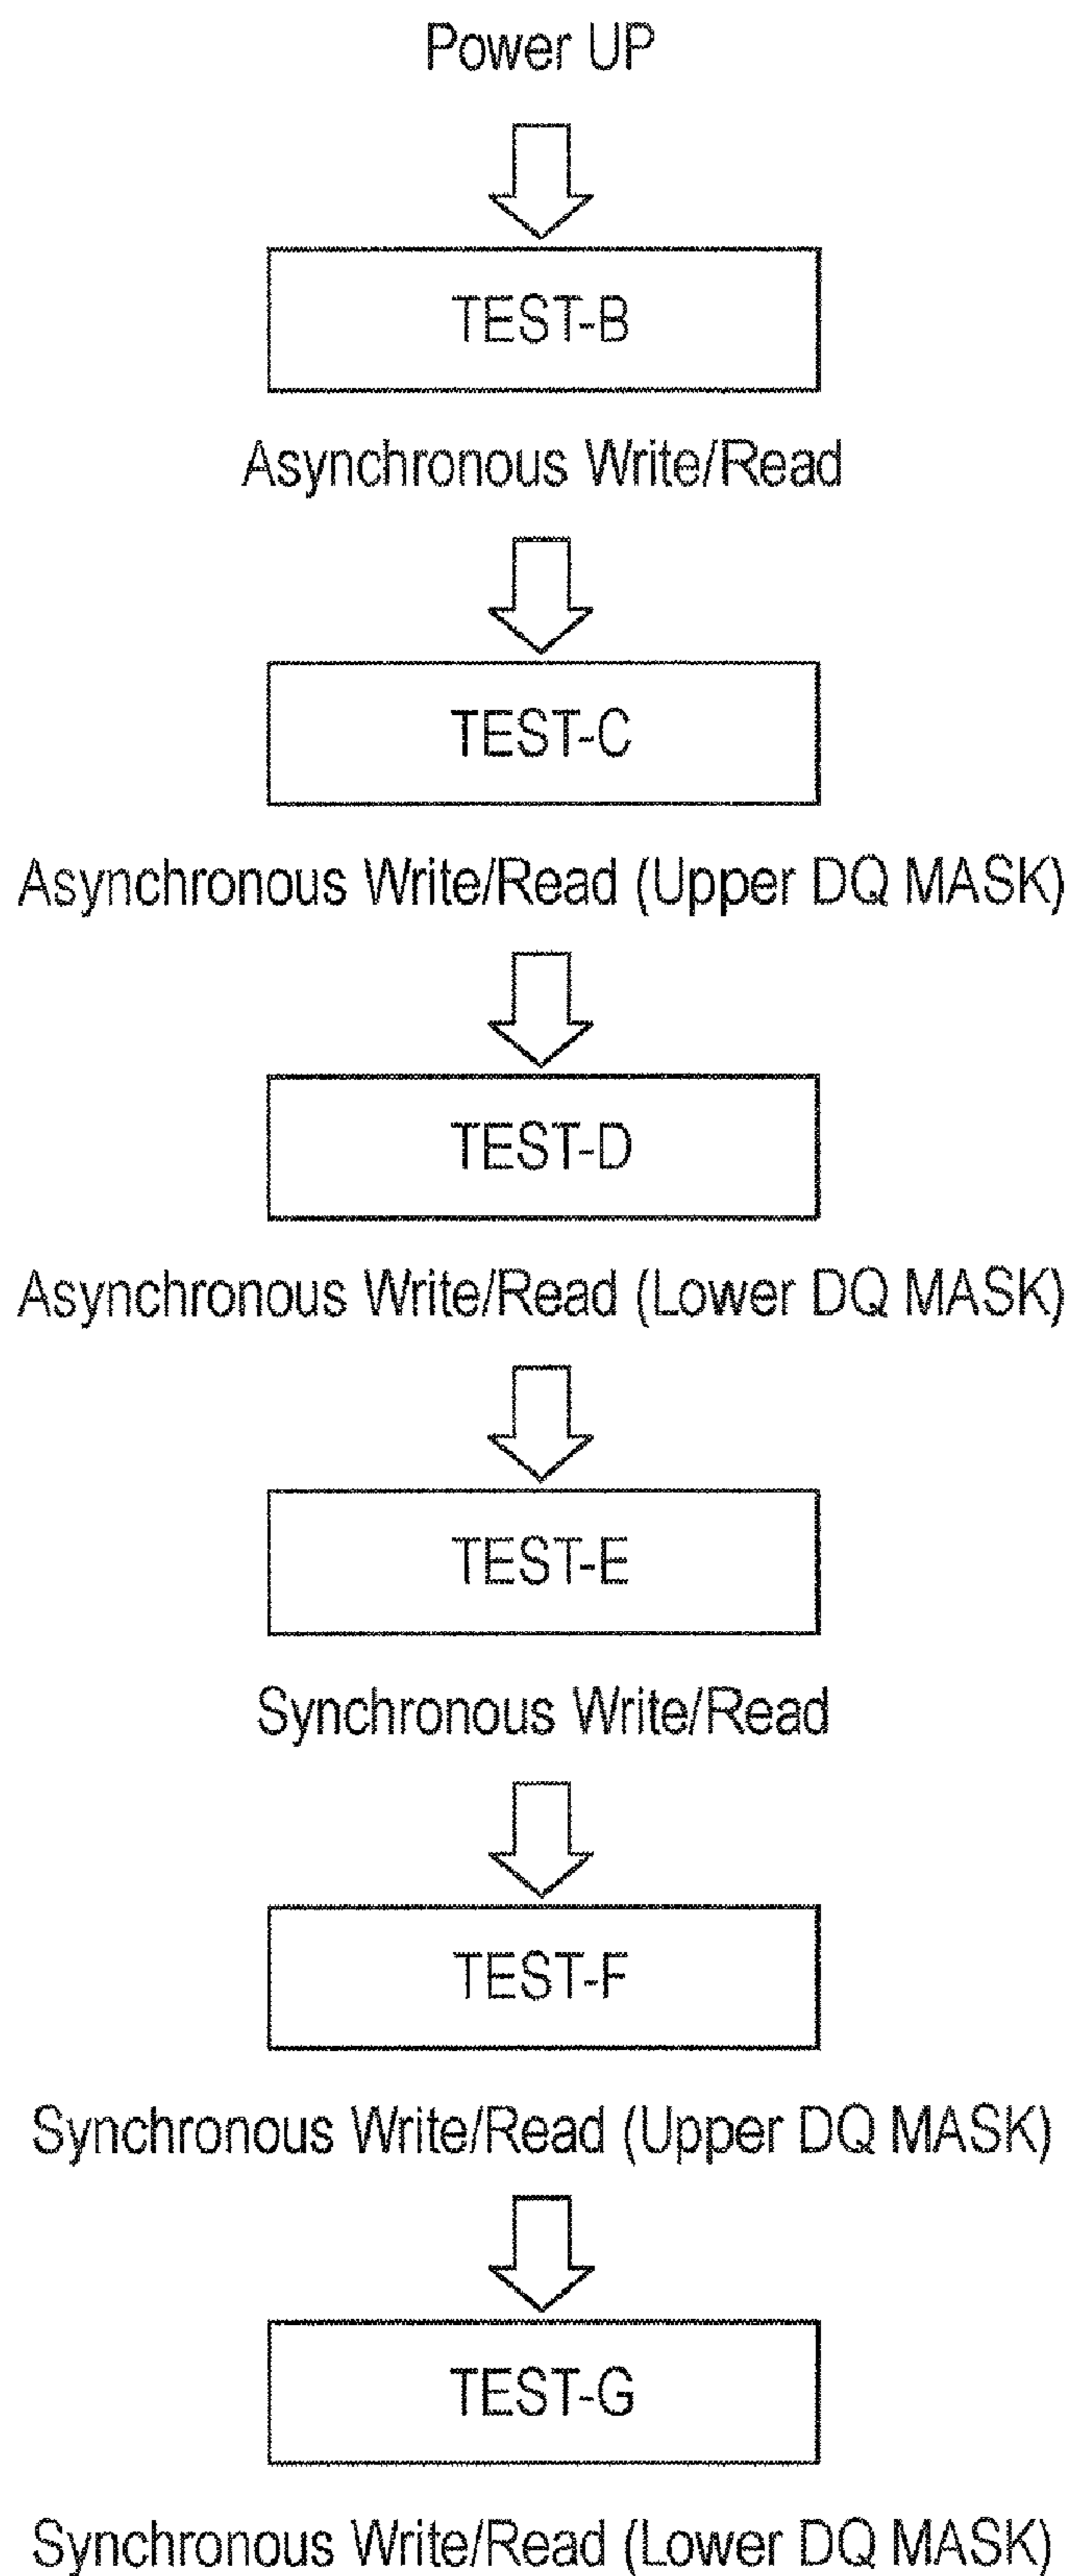 Power UP
TEST-B
Asynchronous Write/Read
TEST-C
Asynchronous Write/Read (Upper DQ MASK)
TEST-D
Asynchronous Write/Read (Lower DQ MASK)
TEST-E
Synchronous Write/Read
TEST-F
Synchronous Write/Read (Upper DQ MASK)
TEST-G
Synchronous Write/Read (Lower DQ MASK)